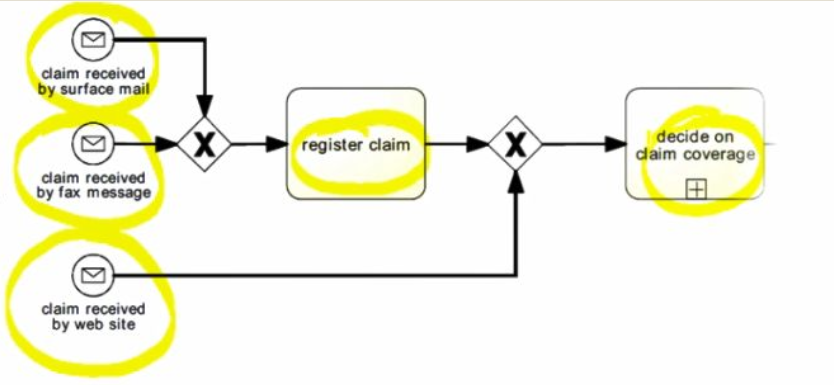 claim received
by surface mail
claim received
by fax message
register claim
decide on
claim coverage
claim received
by web site